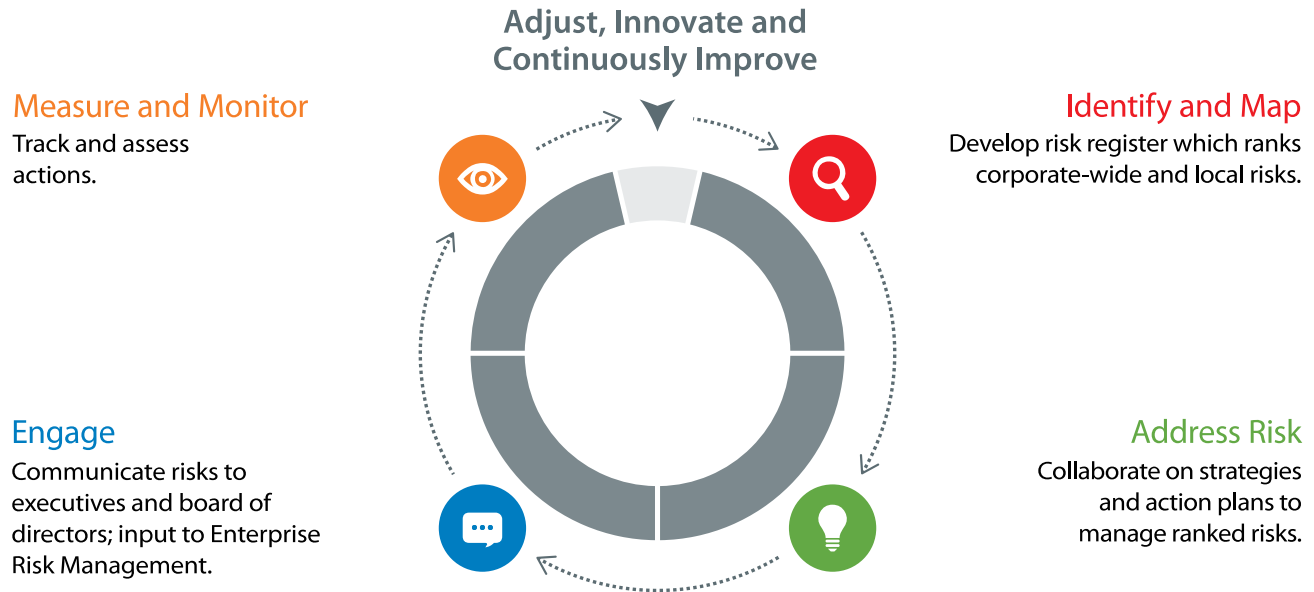 Adjust, Innovate and
Continuously Improve
Measure and Monitor
Track and assess
actions.
Identify and Map
Develop risk register which ranks
corporate-wide and local risks.
Engage
Communicate risks to
executives and board of
directors; input to Enterprise
Risk Management.
Address Risk
Collaborate on strategies
and action plans to
manage ranked risks.